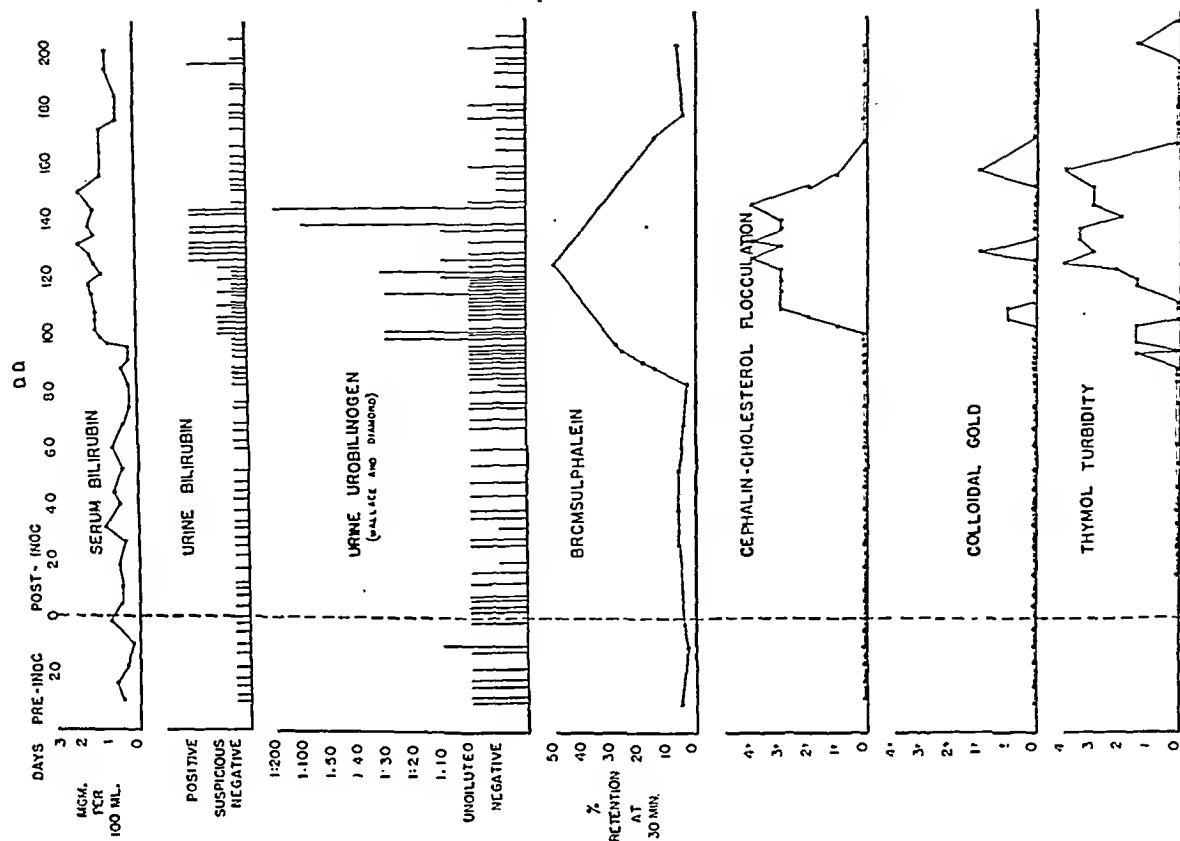 D.D.
DAYS PRE-INOC POST-INOC
20 0 20 40 60 80 100 120 140 160 180 200
MGM.
PER
100 ML.
3
2
1
0
SERUM BILIRUBIN
POSITIVE
SUSPICIOUS
NEGATIVE
URINE BILIRUBIN
1:200
1:100
1:50
1:40
1:30
1:20
1:10
UNDILUTED
NEGATIVE
URINE UROBILINOGEN
(WALLACE AND DIAMOND)
%
RETENTION
AT
30 MIN.
50
40
30
20
10
0
BRCMSULPHALEIN
4+
3+
2+
1+
0
CEPHALIN-CHOLESTEROL FLOCCULATION
4+
3+
2+
1+
0
COLLOIDAL GOLD
4
3
2
1
0
THYMOL TURBIDITY